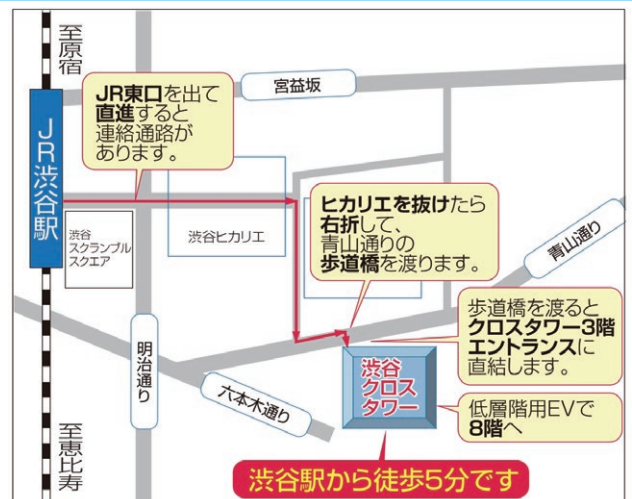 至原宿
宮益坂
JR東口を出て
直進すると
連絡通路が
あります。
JR渋谷駅
渋谷
スクランブル
スクエア
渋谷ヒカリエ
ヒカリエを抜けたら
右折して、
青山通りの
歩道橋を渡ります。
青山通り
歩道橋を渡ると
クロスタワー3階
エントランスに
直結します。
明治通り
六本木通り
渋谷
クロス
タワー
低層階用EVで
8階へ
至恵比寿
渋谷駅から徒歩5分です